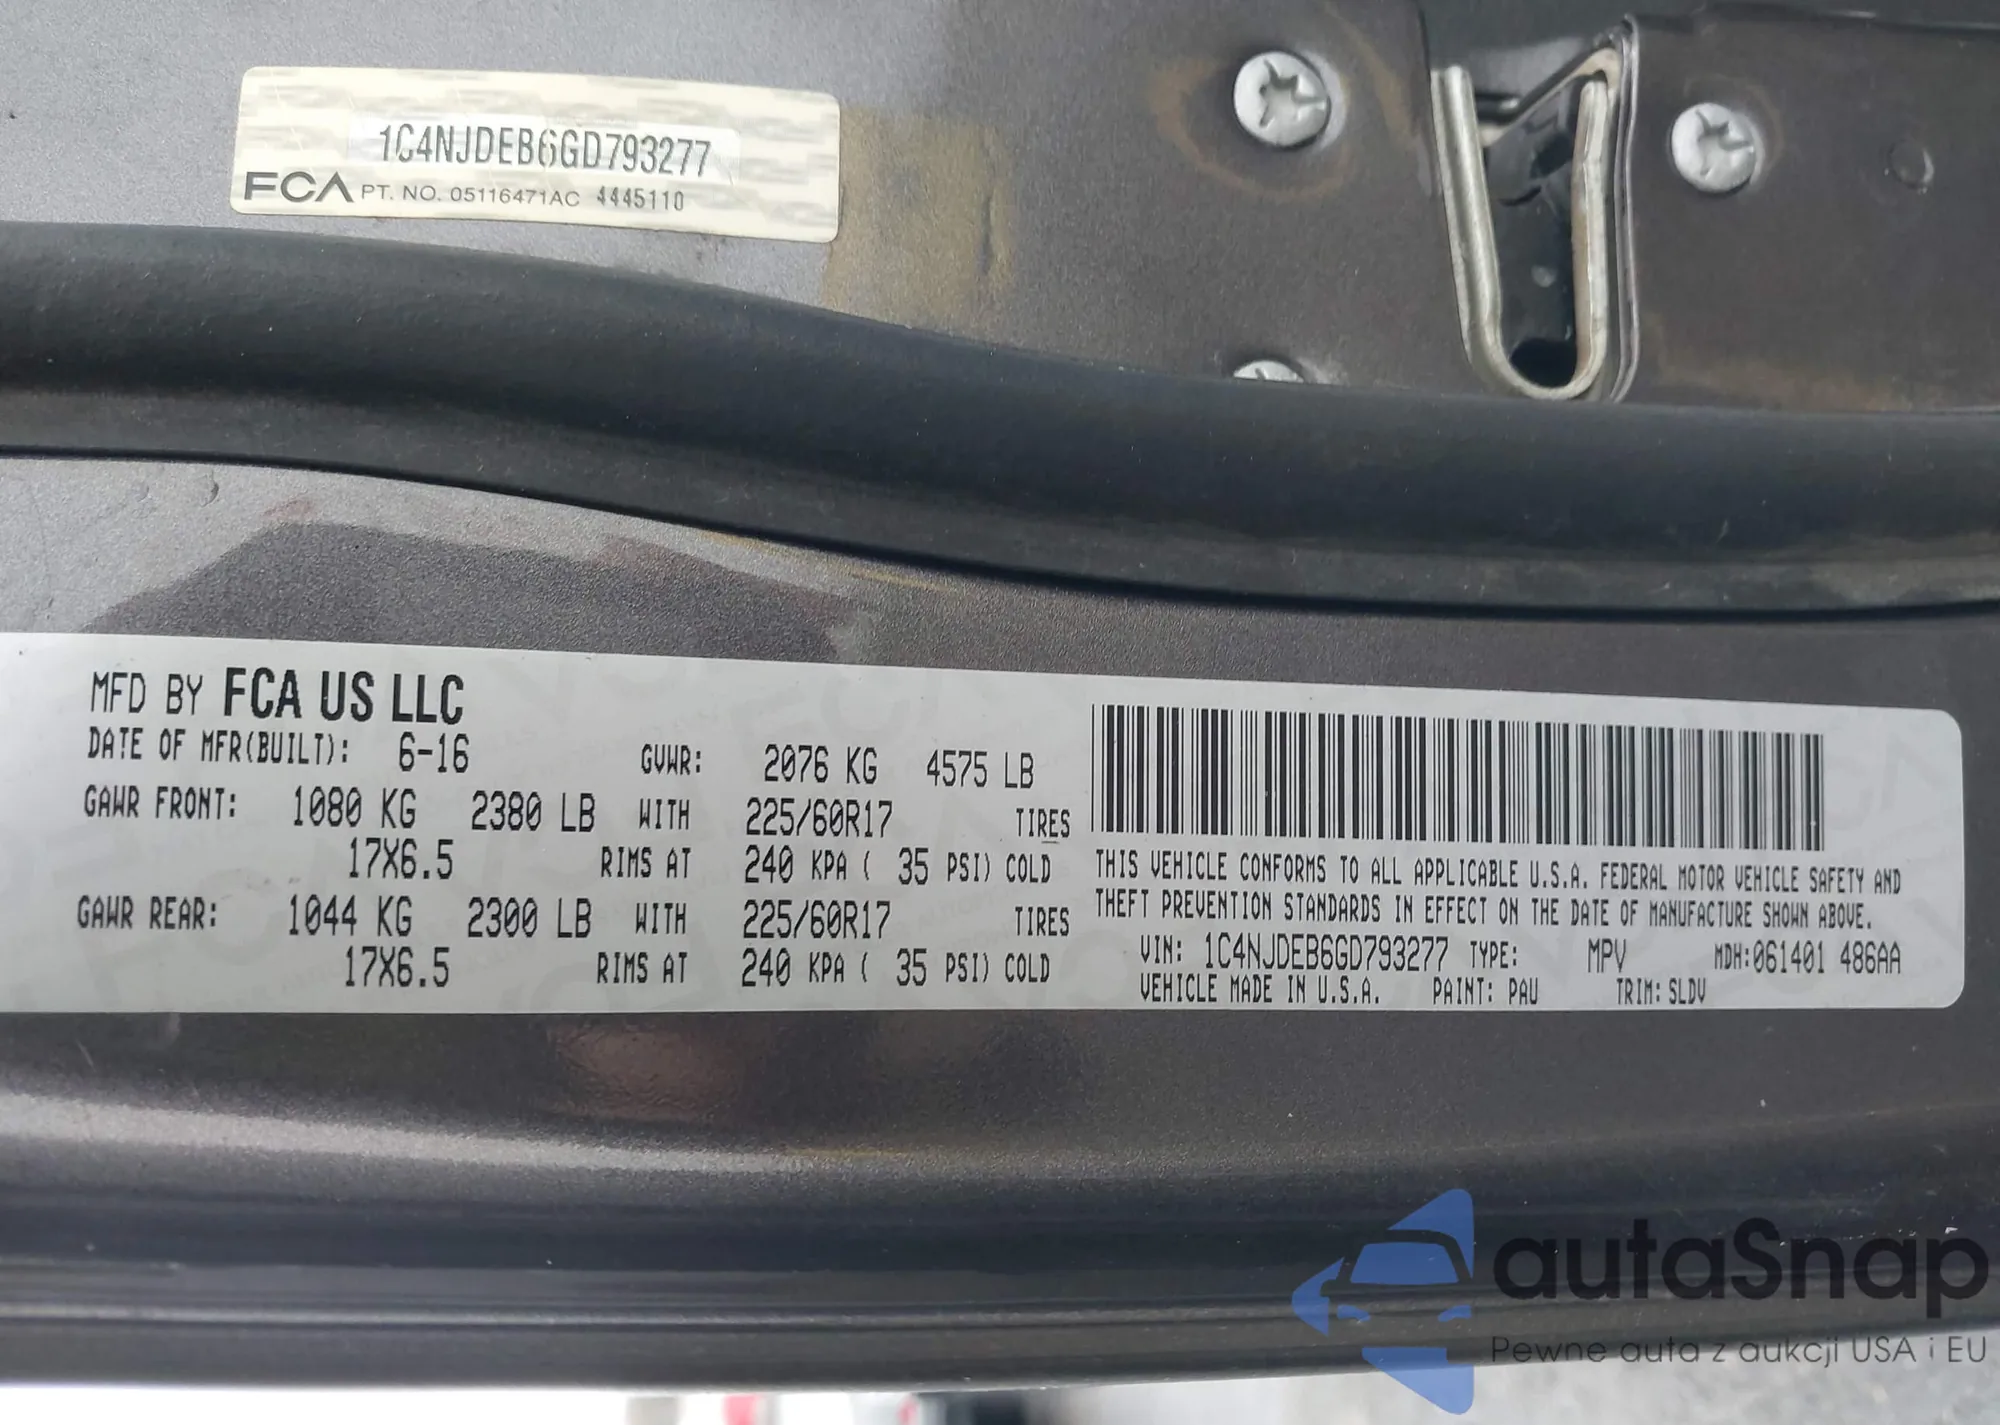 1C4NJDEB6GD793277
FCA PT. NO. 05116471AC 4445110
MFD BY FCA US LLC
DATE OF MFR(BUILT): 6-16 GVWR: 2076 KG 4575 LB
GAWR FRONT: 1080 KG 2380 LB WITH 225/60R17 TIRES
17X6.5 RIMS AT 240 KPA ( 35 PSI) COLD
GAWR REAR: 1044 KG 2300 LB WITH 225/60R17 TIRES
17X6.5 RIMS AT 240 KPA ( 35 PSI) COLD
THIS VEHICLE CONFORMS TO ALL APPLICABLE U.S.A. FEDERAL MOTOR VEHICLE SAFETY AND
THEFT PREVENTION STANDARDS IN EFFECT ON THE DATE OF MANUFACTURE SHOWN ABOVE.
VIN: 1C4NJDEB6GD793277 TYPE: MPV MDH:061401 486AA
VEHICLE MADE IN U.S.A. PAINT: PAU TRIM: SLDV
autaSnap
Pewne auta z aukcji USA i EU